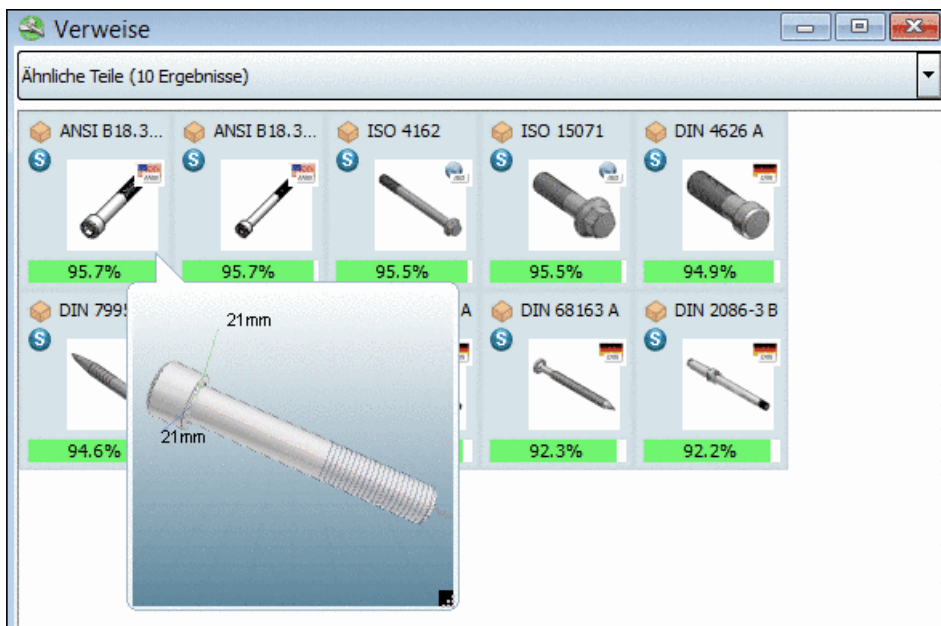 Verweise
Ähnliche Teile (10 Ergebnisse)
ANSI B18.3... ANSI B18.3... ISO 4162 ISO 15071 DIN 4626 A
S S S S S
95.7% 95.7% 95.5% 95.5% 94.9%
DIN 7995 A DIN 68163 A DIN 2086-3 B
S S S
21mm
21mm
94.6% 92.3% 92.2%